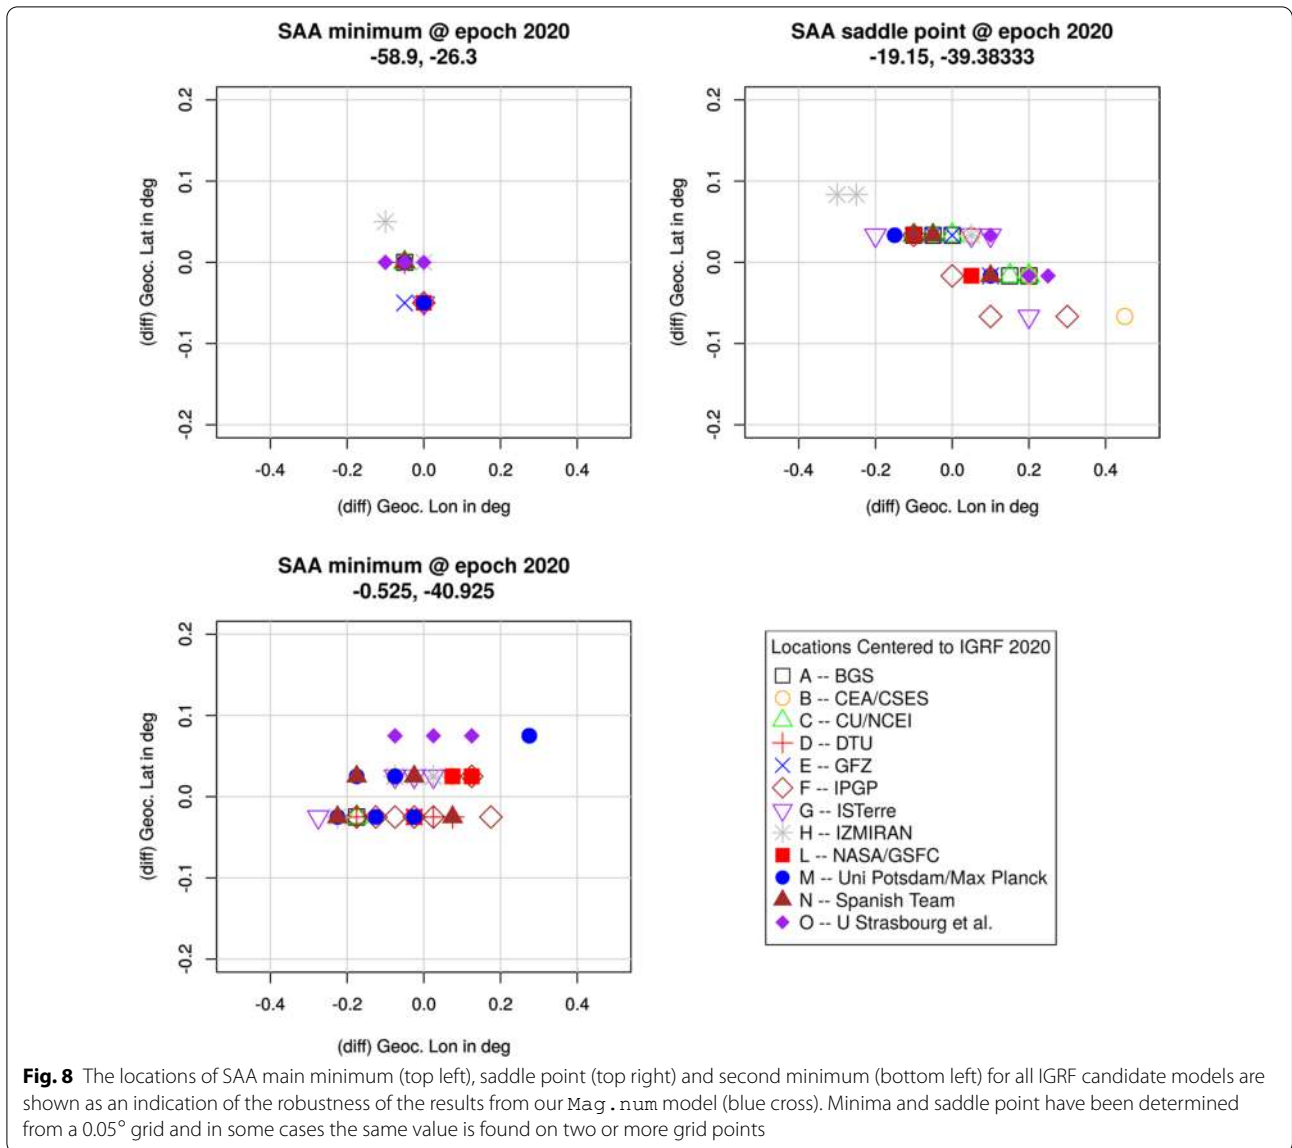 SAA minimum @ epoch 2020
-58.9, -26.3
0.2
0.1
0.0
-0.1
-0.2
(diff) Geoc. Lat in deg
-0.4 -0.2 0.0 0.2 0.4
(diff) Geoc. Lon in deg
SAA saddle point @ epoch 2020
-19.15, -39.38333
0.2
0.1
0.0
-0.1
-0.2
(diff) Geoc. Lat in deg
-0.4 -0.2 0.0 0.2 0.4
(diff) Geoc. Lon in deg
SAA minimum @ epoch 2020
-0.525, -40.925
0.2
0.1
0.0
-0.1
-0.2
(diff) Geoc. Lat in deg
-0.4 -0.2 0.0 0.2 0.4
(diff) Geoc. Lon in deg
Locations Centered to IGRF 2020
A -- BGS
B -- CEA/CSES
C -- CU/NCEI
D -- DTU
E -- GFZ
F -- IPGP
G -- ISTerre
H -- IZMIRAN
L -- NASA/GSFC
M -- Uni Potsdam/Max Planck
N -- Spanish Team
O -- U Strasbourg et al.
Fig. 8 The locations of SAA main minimum (top left), saddle point (top right) and second minimum (bottom left) for all IGRF candidate models are
shown as an indication of the robustness of the results from our Mag.num model (blue cross). Minima and saddle point have been determined
from a 0.05° grid and in some cases the same value is found on two or more grid points